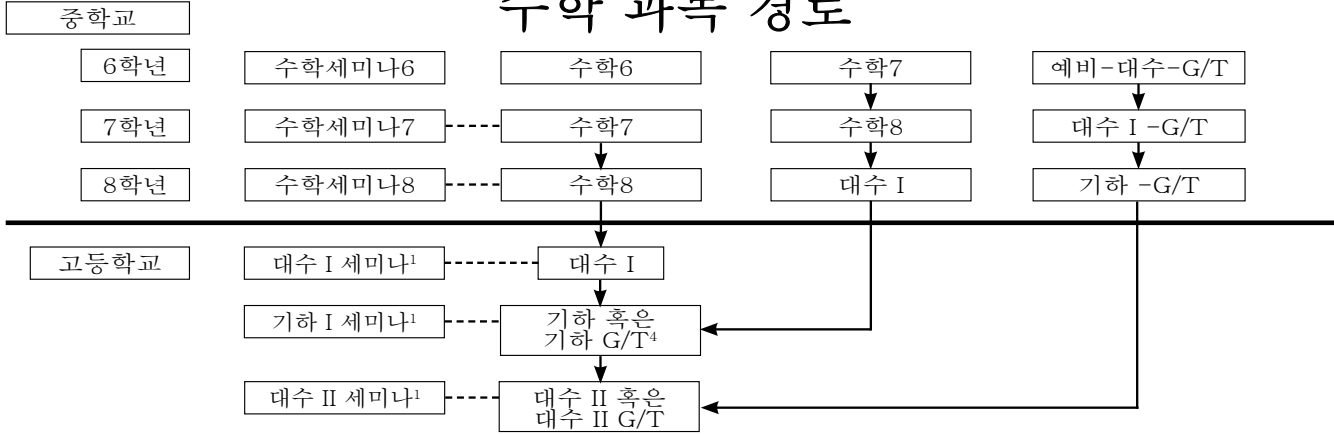 수학 과목 경로
중학교
6학년 수학세미나6 수학6 수학7 예비-대수-G/T
7학년 수학세미나7 수학7 수학8 대수 I -G/T
8학년 수학세미나8 수학8 대수 I 기하 -G/T
고등학교 대수 I 세미나¹ 대수 I
기하 I 세미나¹ 기하 혹은
기하 G/T⁴
대수 II 세미나¹ 대수 II 혹은
대수 II G/T